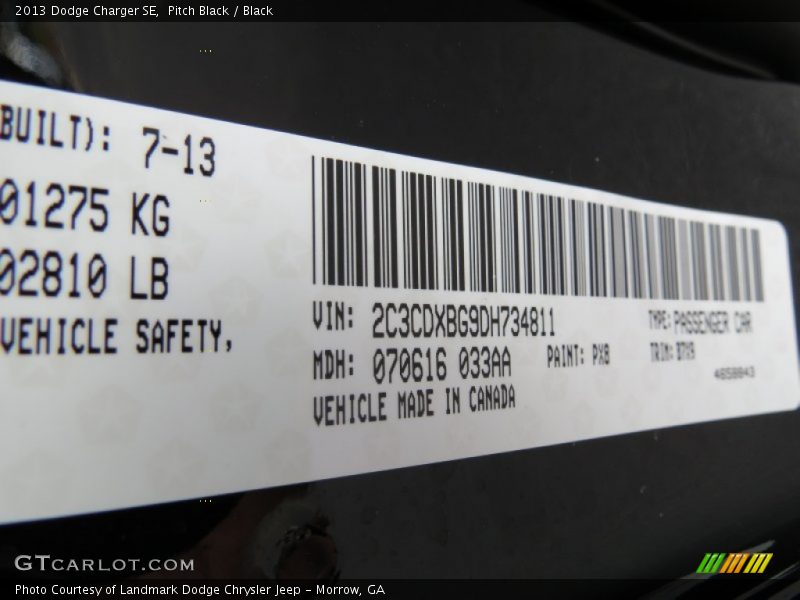 2013 Dodge Charger SE, Pitch Black / Black
BUILT): 7-13
01275 KG
02810 LB
VEHICLE SAFETY,
VIN: 2C3CDXBG9DH734811
TYPE: PASSENGER CAR
MDH: 070616 033AA
PAINT: PX8
TRIM: B7X9
VEHICLE MADE IN CANADA
GTCARLOT.COM
Photo Courtesy of Landmark Dodge Chrysler Jeep - Morrow, GA